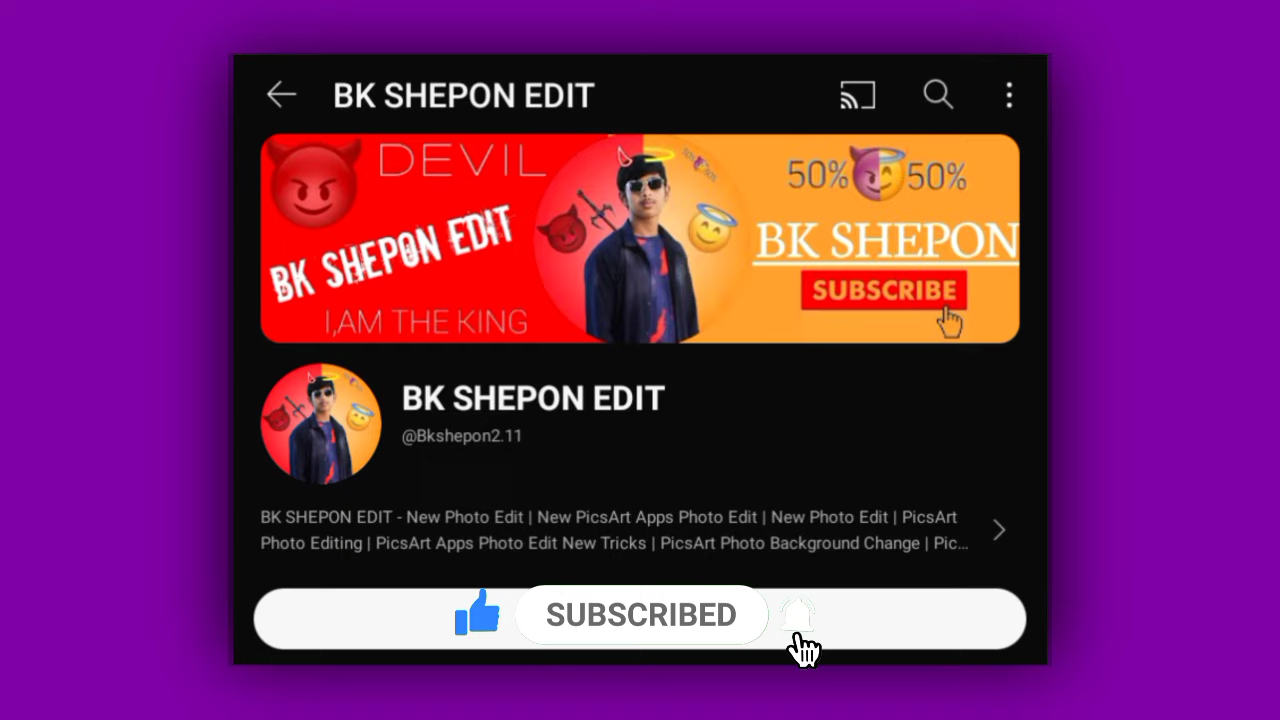 BK SHEPON EDIT
DEVIL
BK SHEPON EDIT
I,AM THE KING
50% 50%
BK SHEPON
SUBSCRIBE
BK SHEPON EDIT
@Bkshepon2.11
BK SHEPON EDIT - New Photo Edit | New PicsArt Apps Photo Edit | New Photo Edit | PicsArt
Photo Editing | PicsArt Apps Photo Edit New Tricks | PicsArt Photo Background Change | Pic...
SUBSCRIBED